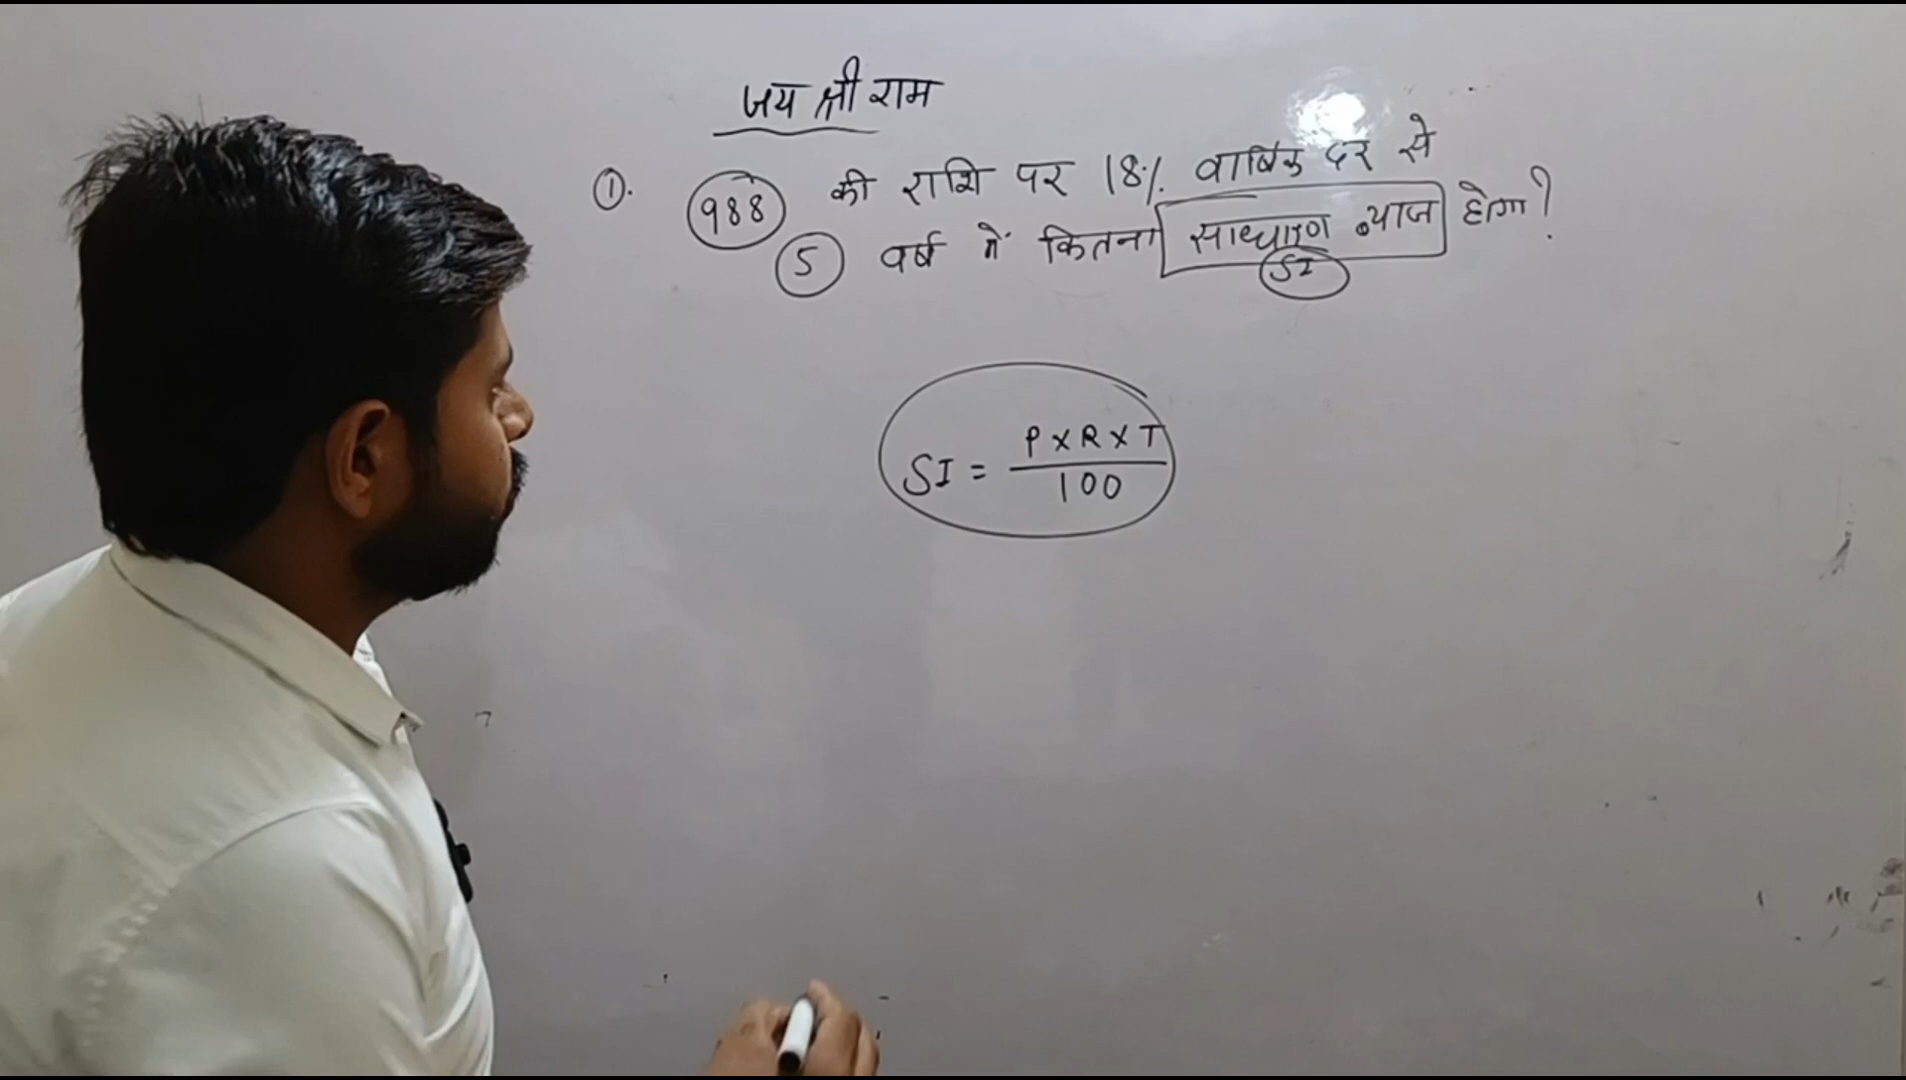 जय श्री राम
①. 988 की राशि पर 18% वार्षिक दर से
5 वर्ष में कितना साधारण ब्याज होगा?
SI
SI = P×R×T
100